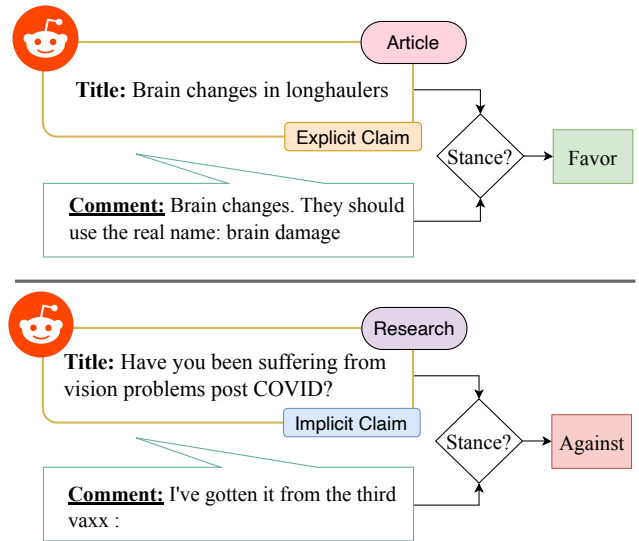 Article
Title: Brain changes in longhaulers
Explicit Claim
Stance?
Favor
Comment: Brain changes. They should
use the real name: brain damage
Research
Title: Have you been suffering from
vision problems post COVID?
Implicit Claim
Stance?
Against
Comment: I've gotten it from the third
vaxx :